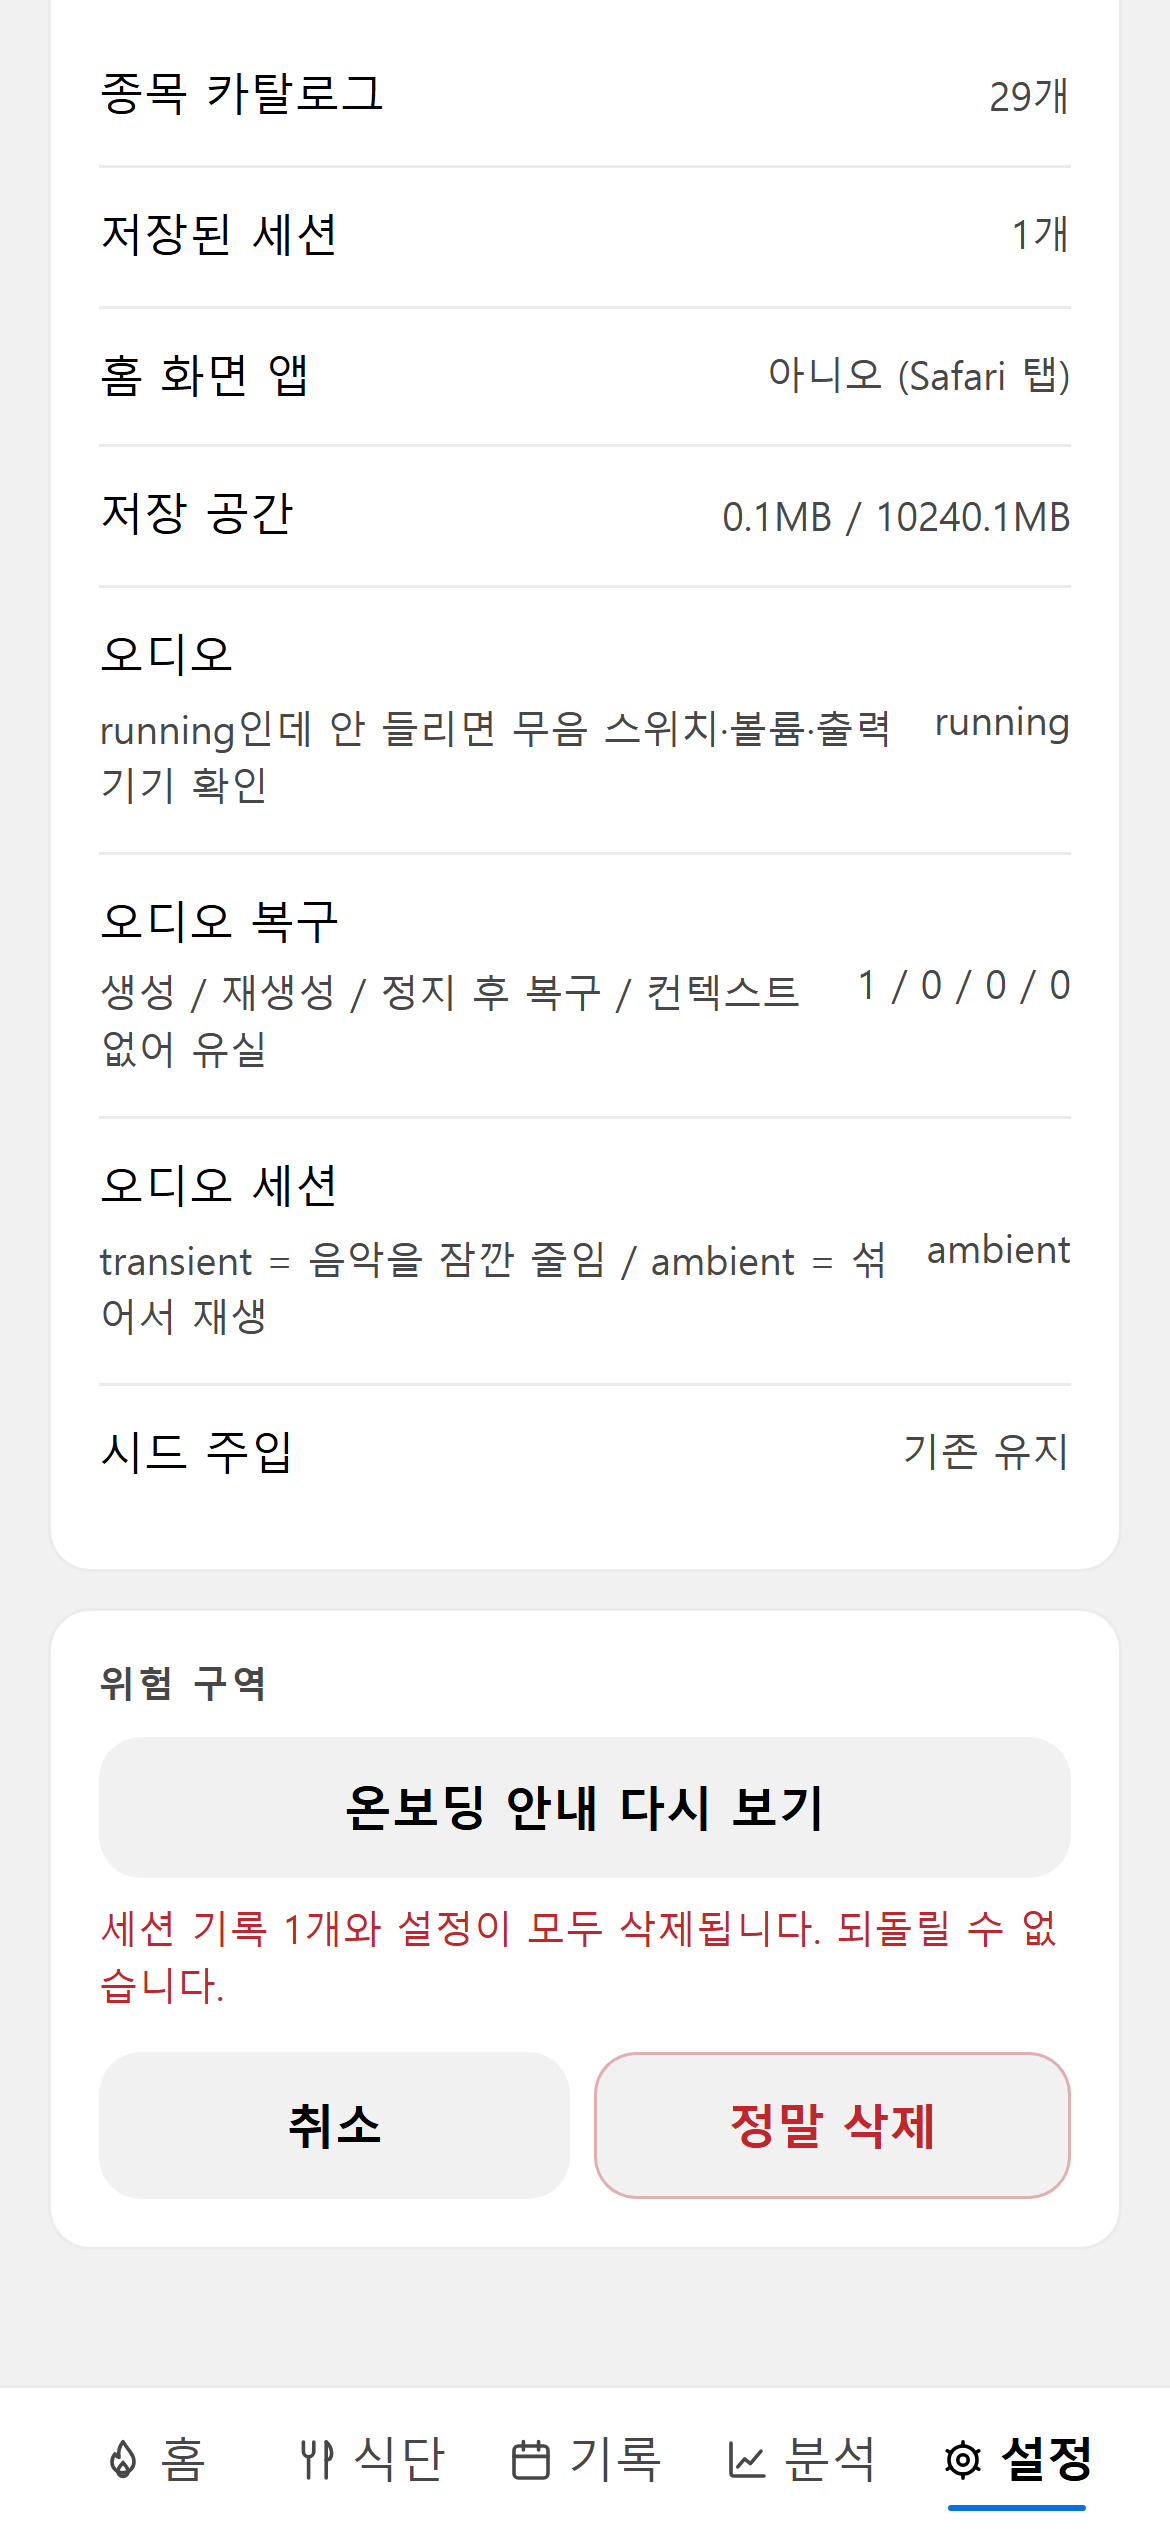 종목 카탈로그 29개
저장된 세션 1개
홈 화면 앱 아니오 (Safari 탭)
저장 공간 0.1MB / 10240.1MB
오디오
running인데 안 들리면 무음 스위치·볼륨·출력 running
기기 확인
오디오 복구
생성 / 재생성 / 정지 후 복구 / 컨텍스트 1 / 0 / 0 / 0
없어 유실
오디오 세션
transient = 음악을 잠깐 줄임 / ambient = 섞 ambient
어서 재생
시드 주입 기존 유지
위험 구역
온보딩 안내 다시 보기
세션 기록 1개와 설정이 모두 삭제됩니다. 되돌릴 수 없
습니다.
취소 정말 삭제
홈 식단 기록 분석 설정